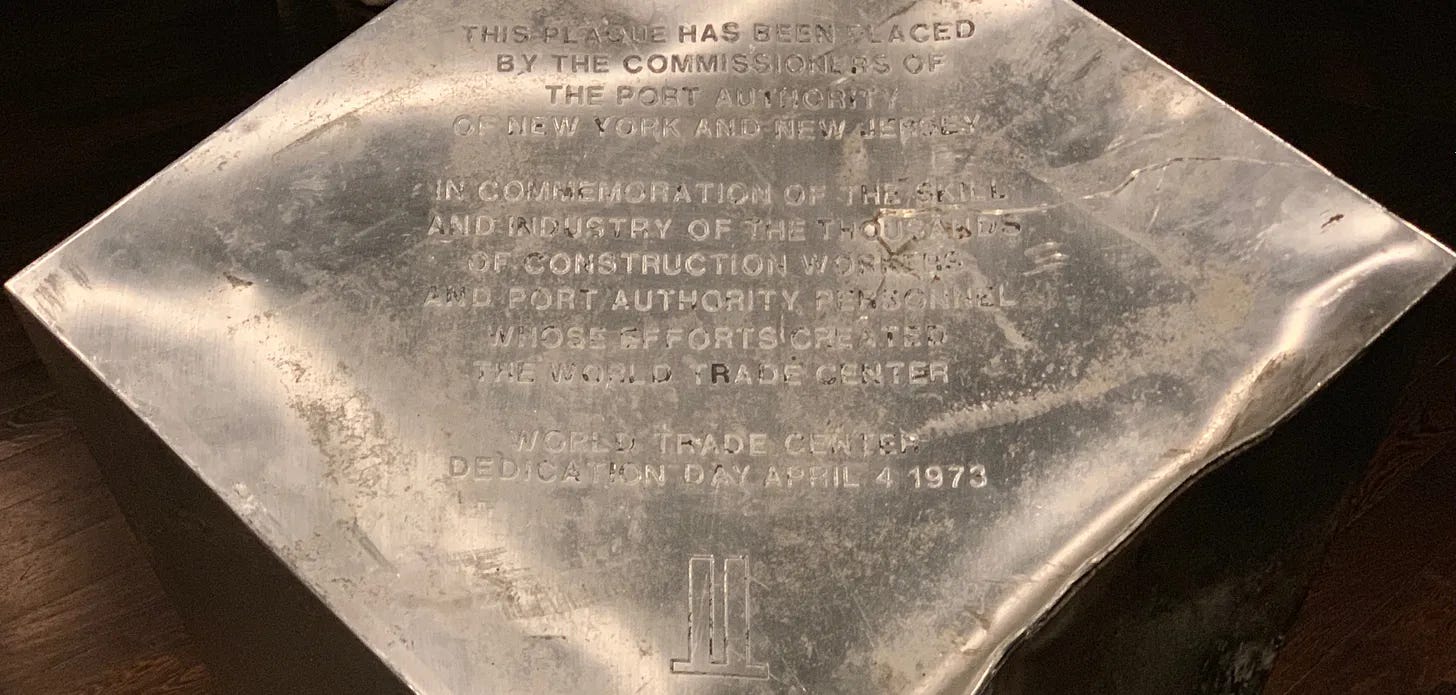 THIS PLAQUE HAS BEEN PLACED
BY THE COMMISSIONERS OF
THE PORT AUTHORITY
OF NEW YORK AND NEW JERSEY
IN COMMEMORATION OF THE SKILL
AND INDUSTRY OF THE THOUSANDS
OF CONSTRUCTION WORKERS
AND PORT AUTHORITY PERSONNEL
WHOSE EFFORTS CREATED
THE WORLD TRADE CENTER
WORLD TRADE CENTER
DEDICATION DAY APRIL 4 1973